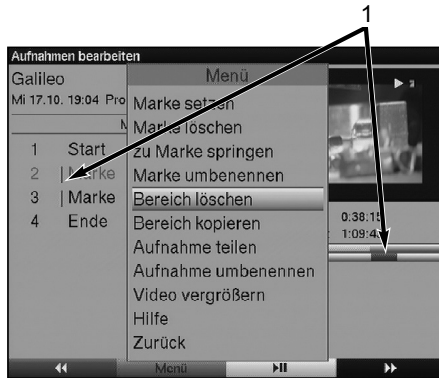 1
Aufnahmen bearbeiten
Galileo
Mi 17.10. 19:04 Pro
Menü
Marke setzen
Marke löschen
zu Marke springen
Marke umbenennen
Bereich löschen
Bereich kopieren
Aufnahme teilen
Aufnahme umbenennen
Video vergrößern
Hilfe
Zurück
1 Start
2 Marke
3 Marke
4 Ende
0:38:15
1:09:4
Menü